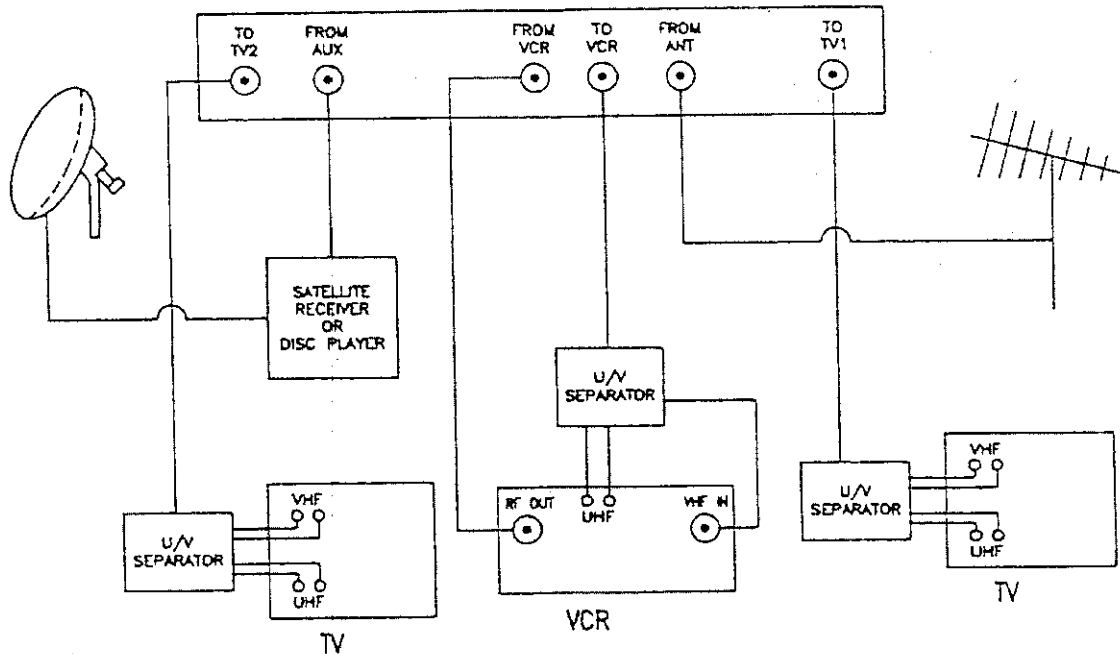 TO
TV2
FROM
AUX
FROM
VCR
TO
VCR
FROM
ANT
TO
TV1
SATELLITE
RECEIVER
OR
DISC PLAYER
U/V
SEPARATOR
VHF
U/V
SEPARATOR
UHF
TV
RF OUT
UHF
VHF IN
VCR
VHF
U/V
SEPARATOR
UHF
TV